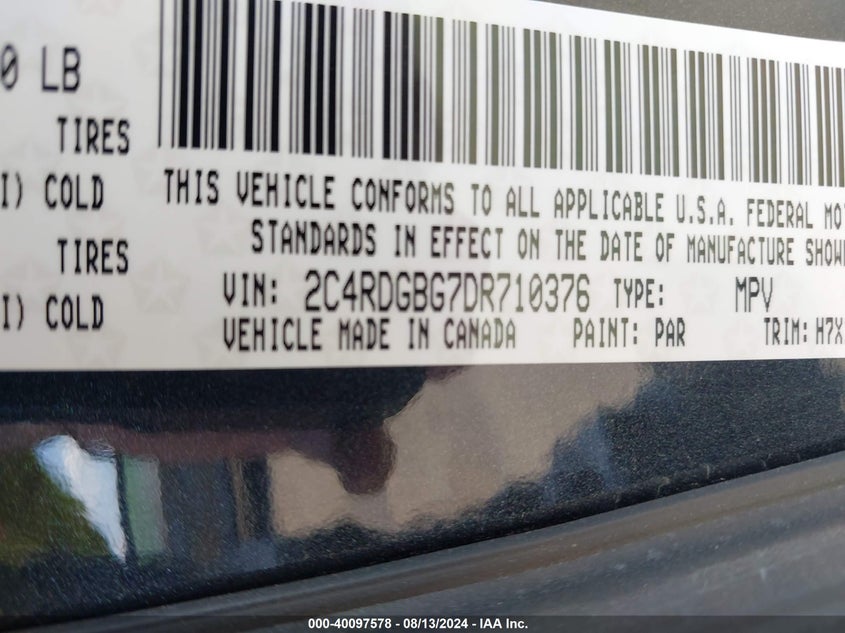 0 LB
TIRES
I) COLD
TIRES
I) COLD
THIS VEHICLE CONFORMS TO ALL APPLICABLE U.S.A. FEDERAL MO
STANDARDS IN EFFECT ON THE DATE OF MANUFACTURE SHOW
VIN: 2C4RDGBG7DR710376 TYPE: MPV
VEHICLE MADE IN CANADA PAINT: PAR TRIM: H7X
000-40097578 - 08/13/2024 - IAA Inc.